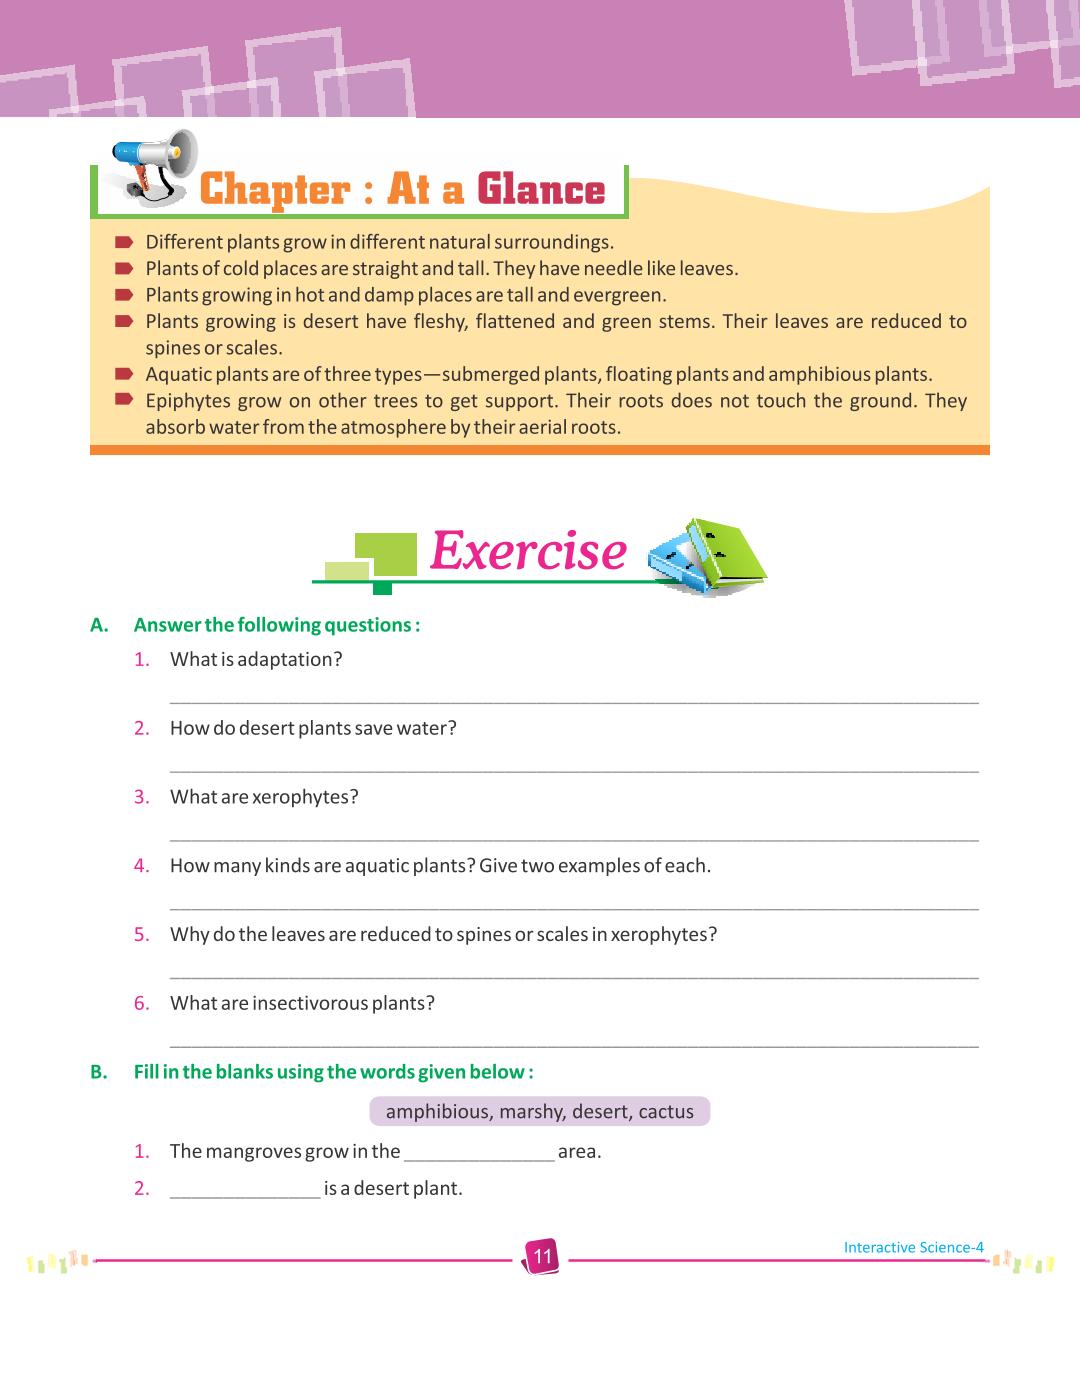 Chapter : At a Glance
Different plants grow in different natural surroundings.
Plants of cold places are straight and tall. They have needle like leaves.
Plants growing in hot and damp places are tall and evergreen.
Plants growing is desert have fleshy, flattened and green stems. Their leaves are reduced to
spines or scales.
Aquatic plants are of three types—submerged plants, floating plants and amphibious plants.
Epiphytes grow on other trees to get support. Their roots does not touch the ground. They
absorb water from the atmosphere by their aerial roots.
Exercise
A. Answer the following questions :
1. What is adaptation?
2. How do desert plants save water?
3. What are xerophytes?
4. How many kinds are aquatic plants? Give two examples of each.
5. Why do the leaves are reduced to spines or scales in xerophytes?
6. What are insectivorous plants?
B. Fill in the blanks using the words given below :
amphibious, marshy, desert, cactus
1. The mangroves grow in the ______________ area.
2. ______________ is a desert plant.
11
Interactive Science-4